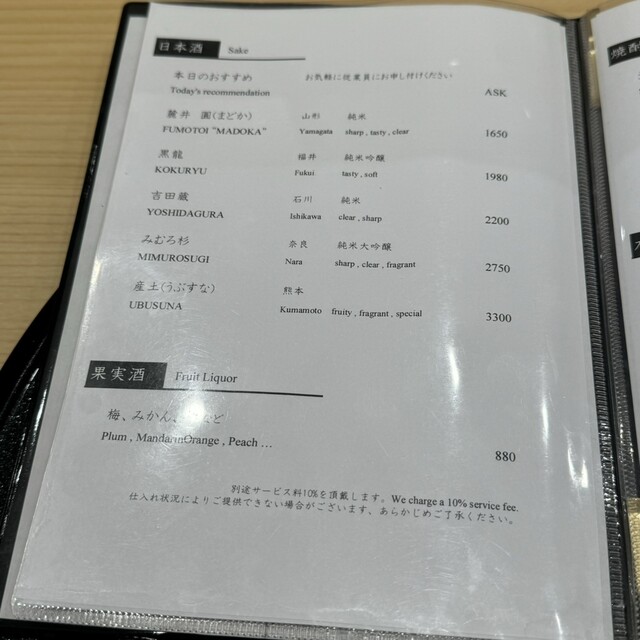 日本酒 Sake
本日のおすすめ お気軽に従業員にお申し付けください
Today's recommendation ASK
麓井 圓(まどか) 山形 純米
FUMOTOI "MADOKA" Yamagata sharp , tasty , clear 1650
黒龍 福井 純米吟醸
KOKURYU Fukui tasty , soft 1980
吉田蔵 石川 純米
YOSHIDAGURA Ishikawa clear , sharp 2200
みむろ杉 奈良 純米大吟醸
MIMUROSUGI Nara sharp , clear , fragrant 2750
産土(うぶすな) 熊本
UBUSUNA Kumamoto fruity , fragrant , special 3300
果実酒 Fruit Liquor
梅、みかん、 など
Plum , MandarinOrange , Peach ... 880
別途サービス料10%を頂戴します。We charge a 10% service fee.
仕入れ状況によりご提供できない場合がございます、あらかじめご了承ください。
焼酎